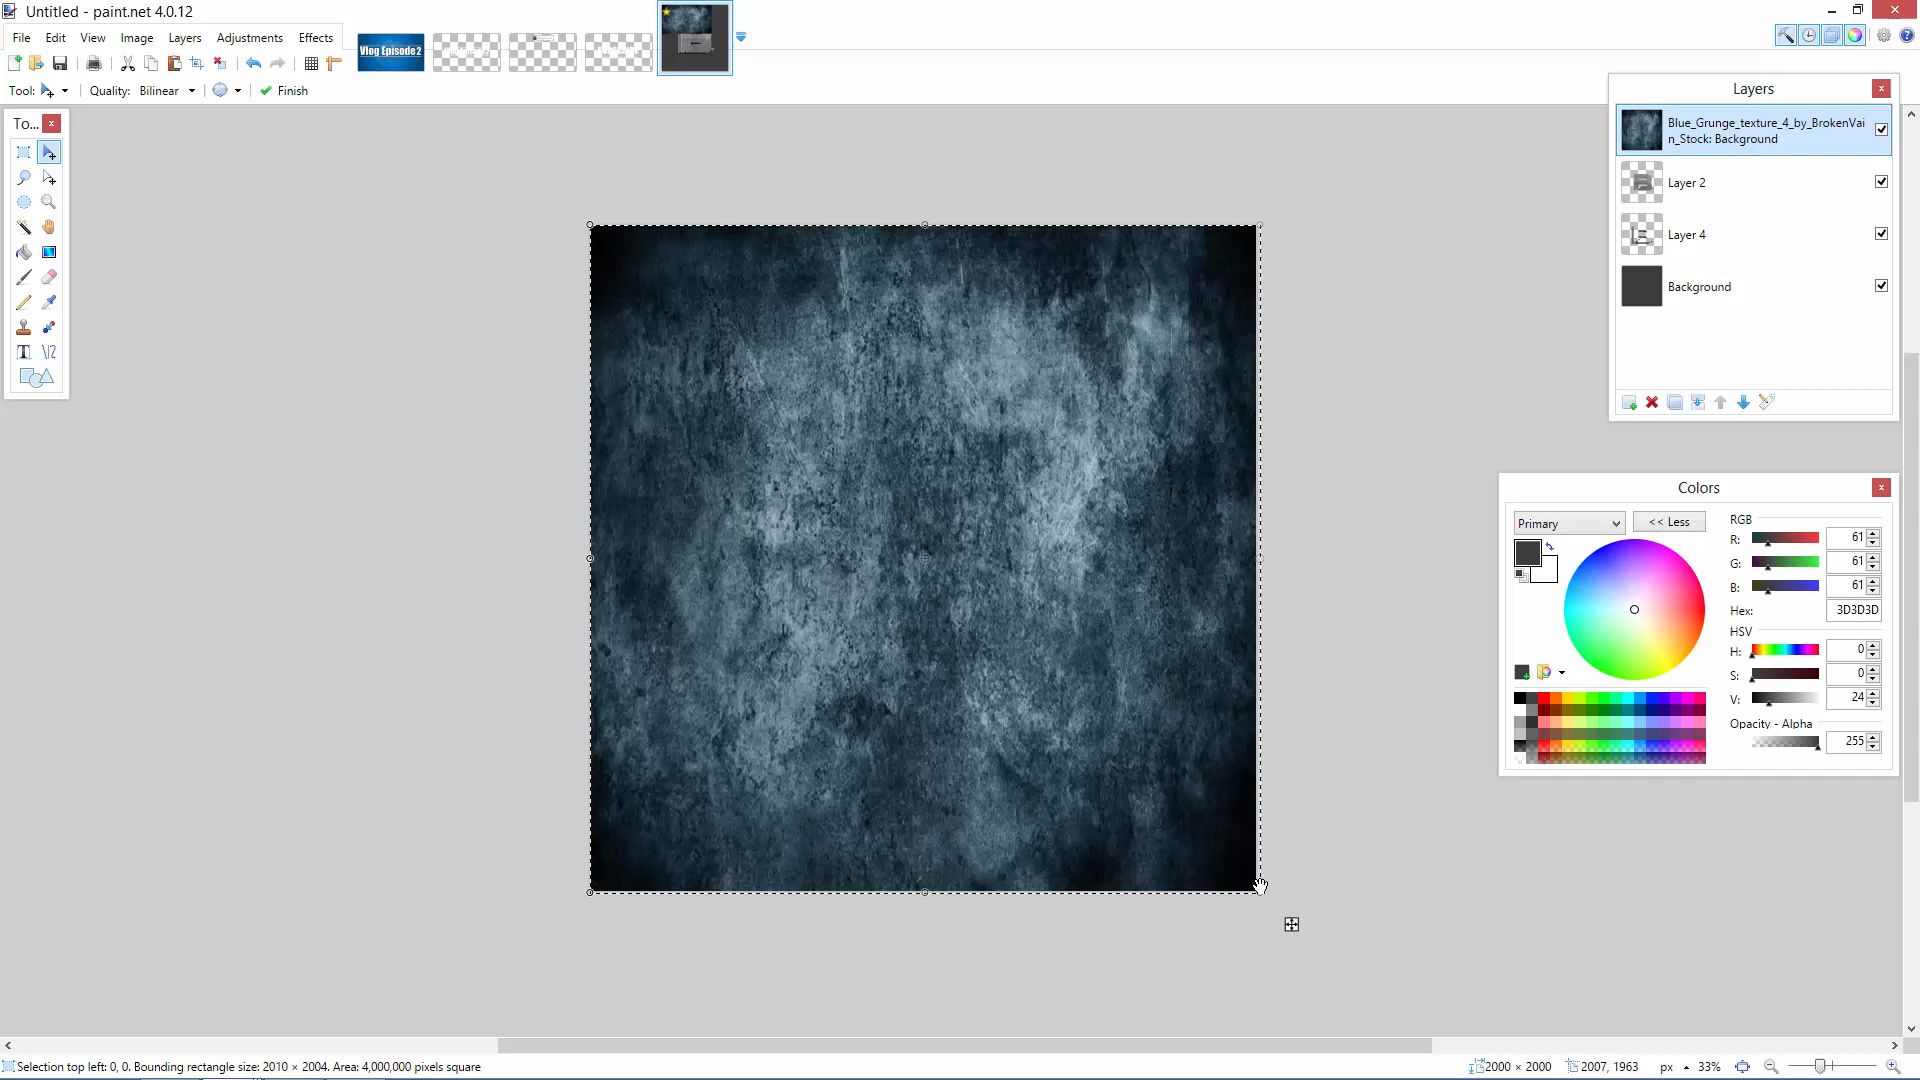 Untitled - paint.net 4.0.12
File Edit View Image Layers Adjustments Effects
Vlog Episode2
Tool: Quality: Bilinear Finish
To...
Layers
Blue_Grunge_texture_4_by_BrokenVai
n_Stock: Background
Layer 2
Layer 4
Background
Colors
Primary << Less
RGB
R: 61
G: 61
B: 61
Hex: 3D3D3D
HSV
H: 0
S: 0
V: 24
Opacity - Alpha
255
Selection top left: 0, 0. Bounding rectangle size: 2010 × 2004. Area: 4,000,000 pixels square
2000 × 2000 2007, 1963 px 33%